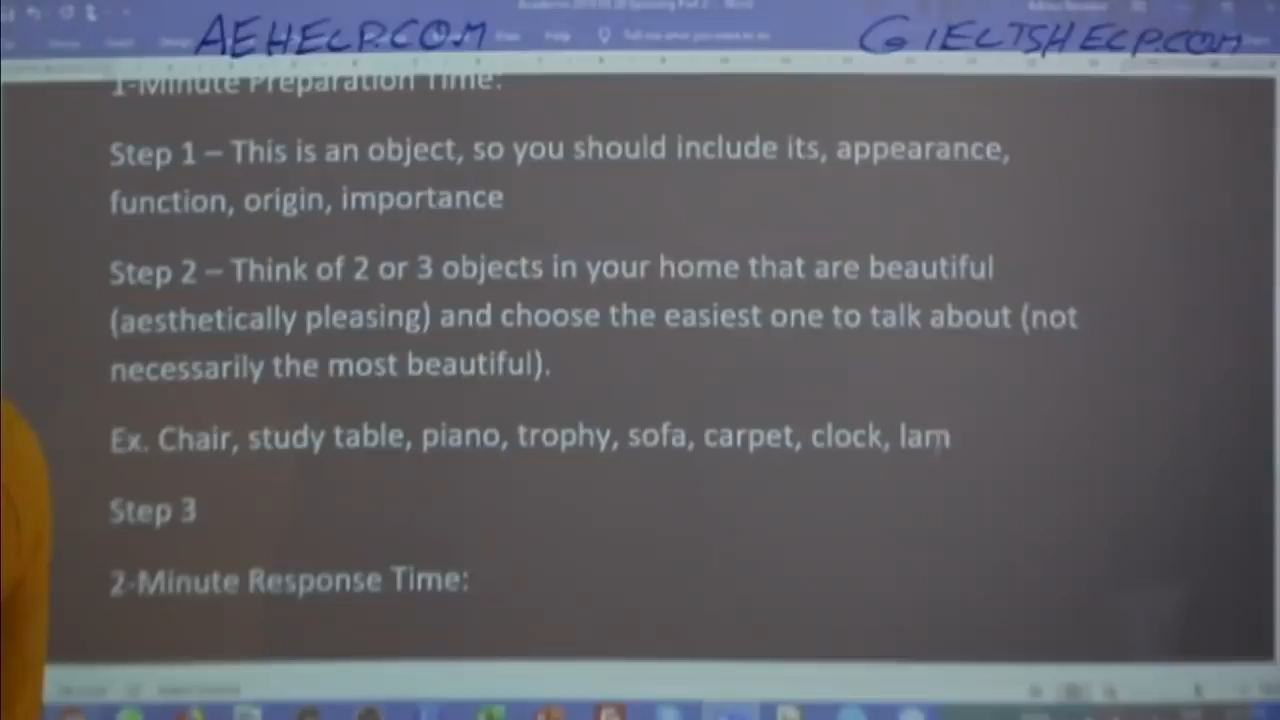 AEHELP.COM
GIELTSHELP.COM
1-Minute Preparation Time:
Step 1 – This is an object, so you should include its, appearance,
function, origin, importance
Step 2 – Think of 2 or 3 objects in your home that are beautiful
(aesthetically pleasing) and choose the easiest one to talk about (not
necessarily the most beautiful).
Ex. Chair, study table, piano, trophy, sofa, carpet, clock, lam
Step 3
2-Minute Response Time: